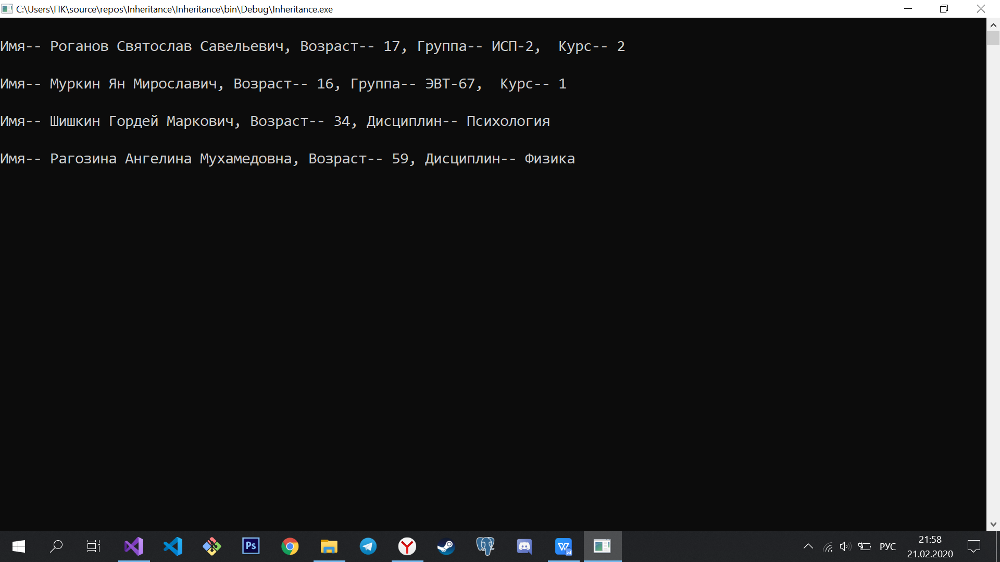 C:\Users\ПК\source\repos\Inheritance\Inheritance\bin\Debug\Inheritance.exe
Имя-- Роганов Святослав Савельевич, Возраст-- 17, Группа-- ИСП-2,  Курс-- 2
Имя-- Муркин Ян Мирославич, Возраст-- 16, Группа-- ЭВТ-67,  Курс-- 1
Имя-- Шишкин Гордей Маркович, Возраст-- 34, Дисциплин-- Психология
Имя-- Рагозина Ангелина Мухамедовна, Возраст-- 59, Дисциплин-- Физика
Ps
РУС
21:58
21.02.2020